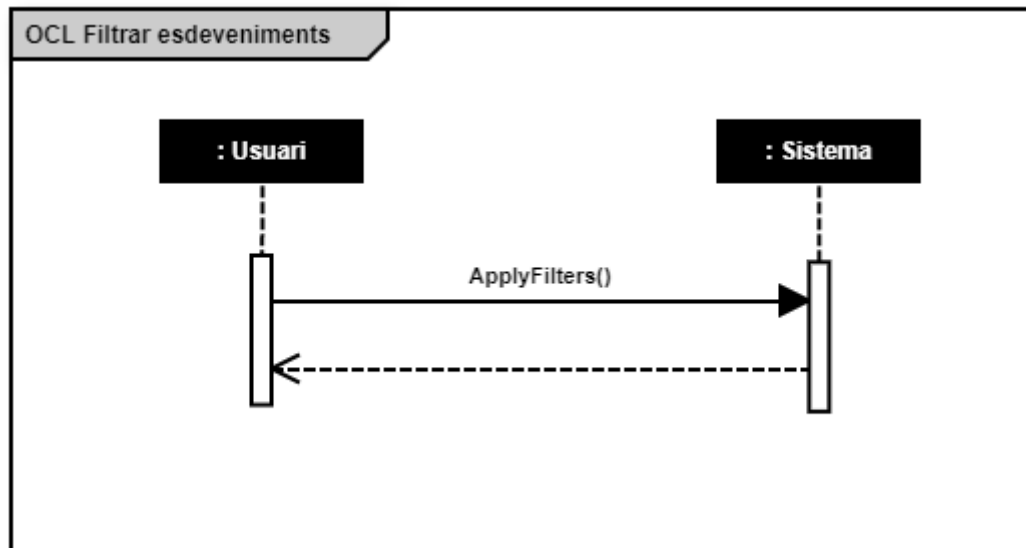 OCL Filtrar esdeveniments
: Usuari
: Sistema
ApplyFilters()